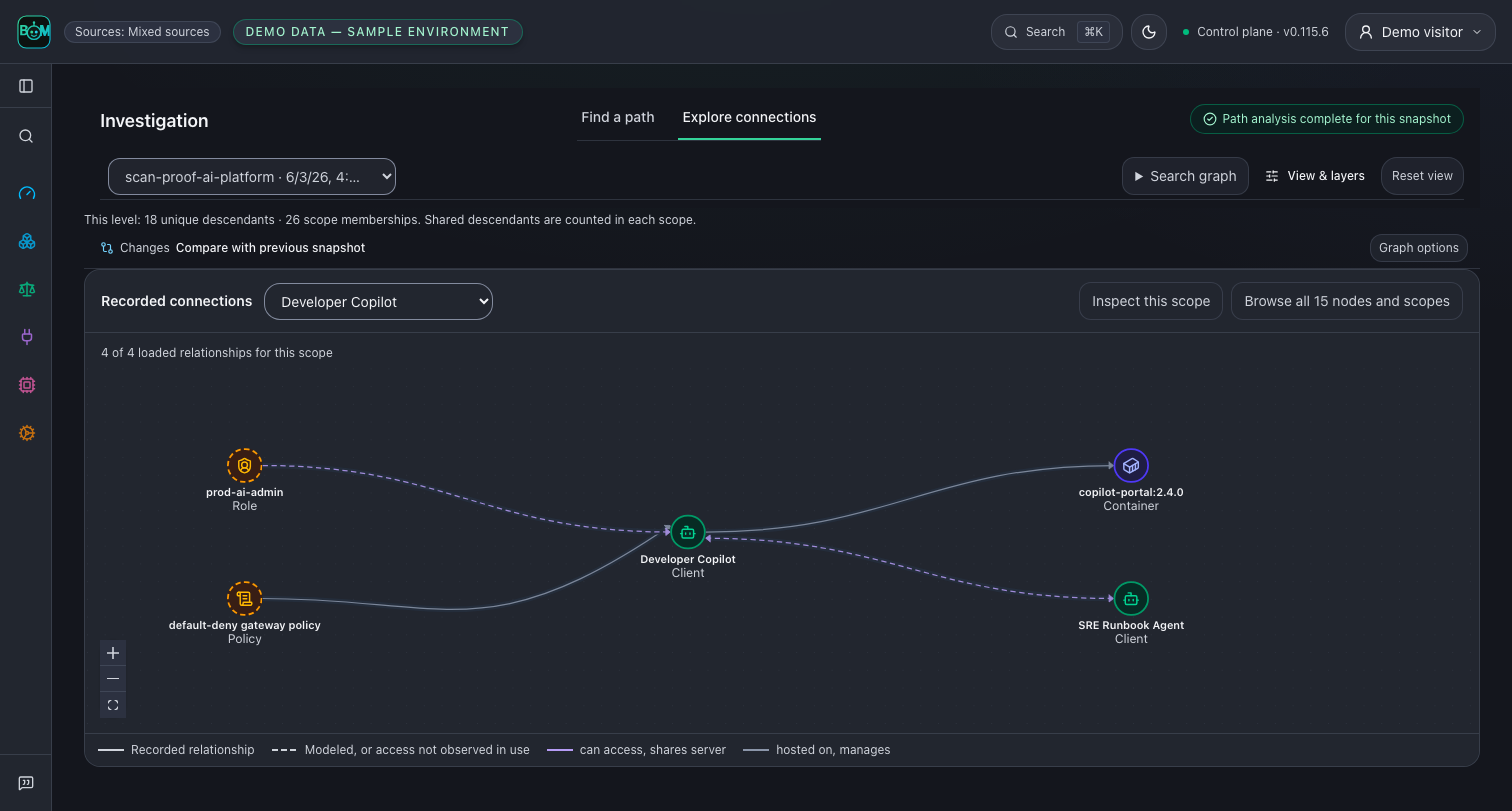 BOM
Sources: Mixed sources
DEMO DATA — SAMPLE ENVIRONMENT
Search ⌘K
Control plane · v0.115.6
Demo visitor
Investigation
Find a path
Explore connections
Path analysis complete for this snapshot
scan-proof-ai-platform · 6/3/26, 4:...
Search graph
View & layers
Reset view
This level: 18 unique descendants · 26 scope memberships. Shared descendants are counted in each scope.
Changes Compare with previous snapshot
Graph options
Recorded connections
Developer Copilot
Inspect this scope
Browse all 15 nodes and scopes
4 of 4 loaded relationships for this scope
prod-ai-admin
Role
copilot-portal:2.4.0
Container
Developer Copilot
Client
default-deny gateway policy
Policy
SRE Runbook Agent
Client
Recorded relationship
Modeled, or access not observed in use
can access, shares server
hosted on, manages